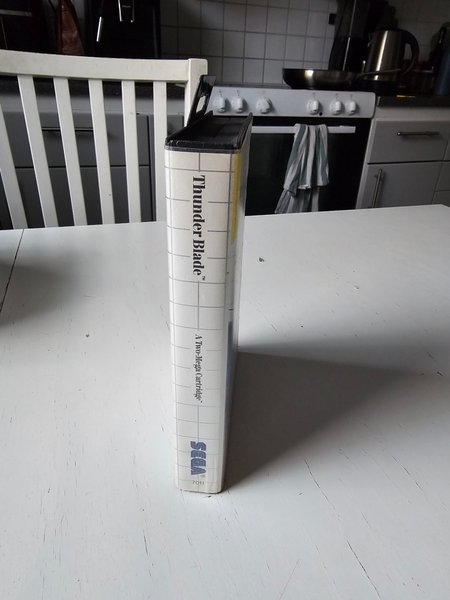 Thunder Blade™
A Two-Mega Cartridge™
SEGA®